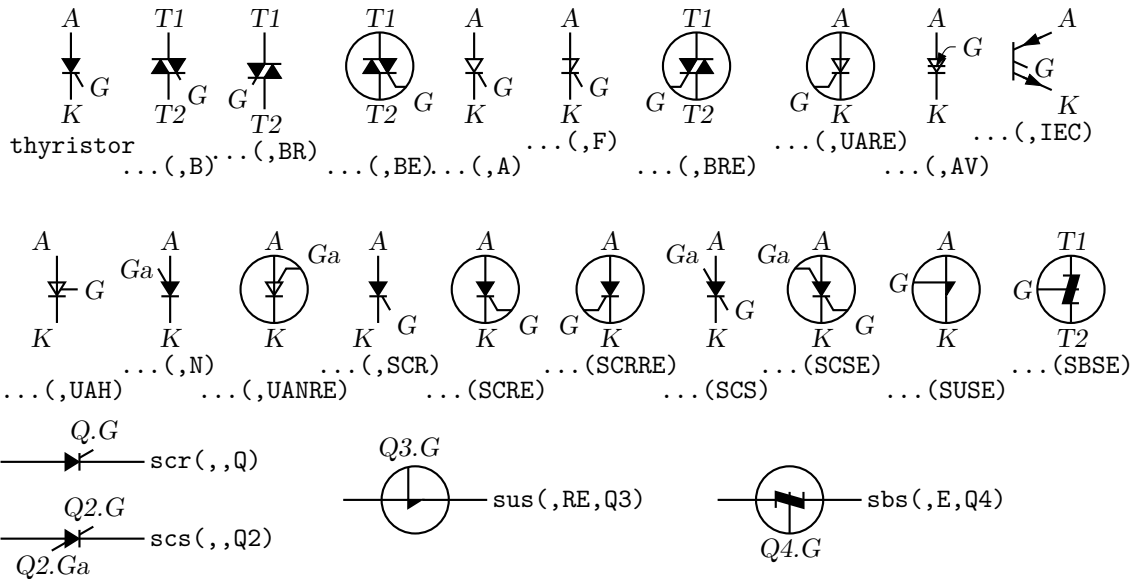 A T1 T1 T1 A A T1 A A A
G G G G G G G G G G
K T2 T2 T2 K K T2 K K K
thyristor ...(,B) ...(,BR) ...(,BE) ...(,A) ...(,F) ...(,BRE) ...(,UARE) ...(,AV) ...(,IEC)
A A A A A A A A A T1
G Ga Ga G G G Ga G Ga G G G
K K K K K K K K K T2
...(,UAH) ...(,N) ...(,UANRE) ...(,SCR) ...(SCRE) ...(SCRRE) ...(SCS) ...(SCSE) ...(SUSE) ...(SBSE)
Q.G
scr(,,Q)
Q2.G
scs(,,Q2)
Q2.Ga
Q3.G
sus(,RE,Q3)
sbs(,E,Q4)
Q4.G